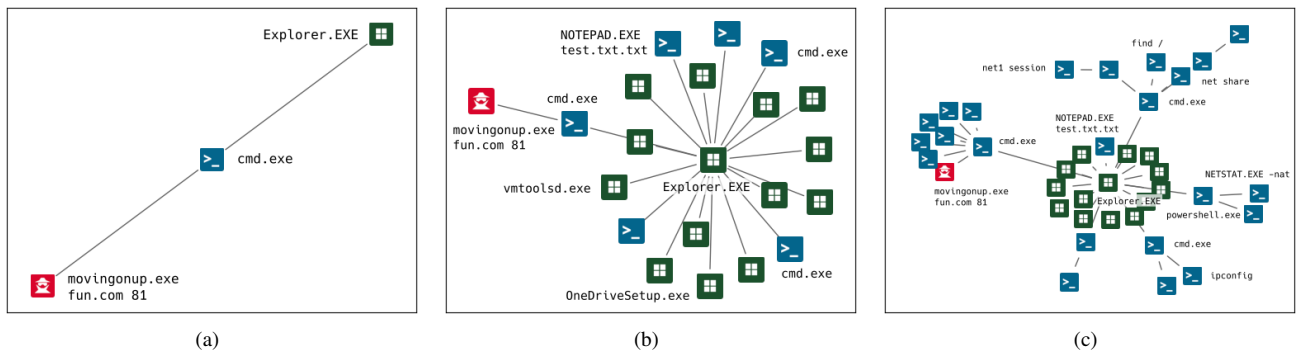 Explorer.EXE
cmd.exe
movingonup.exe
fun.com 81
(a)
NOTEPAD.EXE
test.txt.txt
cmd.exe
cmd.exe
movingonup.exe
fun.com 81
vmtoolsd.exe
Explorer.EXE
cmd.exe
OneDriveSetup.exe
(b)
find /
net1 session
net share
cmd.exe
NOTEPAD.EXE
test.txt.txt
cmd.exe
movingonup.exe
fun.com 81
NETSTAT.EXE -nat
Explorer.EXE
powershell.exe
cmd.exe
ipconfig
(c)